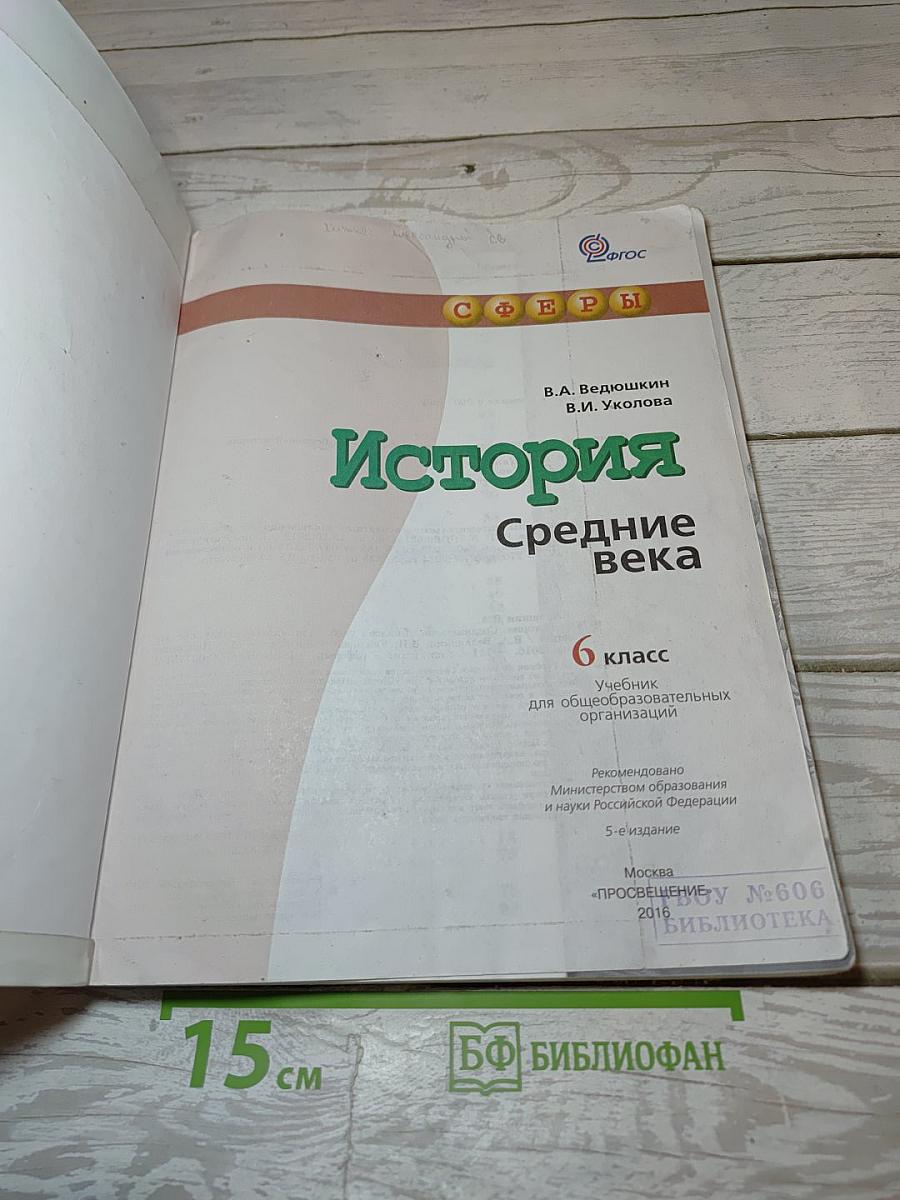 ФГОС
СФЕРЫ
В.А. Ведюшкин
В.И. Уколова
История
Средние
века
6 класс
Учебник
для общеобразовательных
организаций
Рекомендовано
Министерством образования
и науки Российской Федерации
5-е издание
Москва
«ПРОСВЕЩЕНИЕ»
2016
ГБОУ №606
БИБЛИОТЕКА
15 см
БФ БИБЛИОФАН